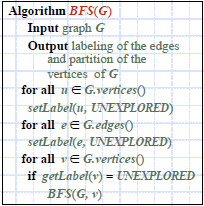 Algorithm BFS(G)
Input graph G
Output labeling of the edges
and partition of the
vertices of G
for all u ∈ G.vertices()
setLabel(u, UNEXPLORED)
for all e ∈ G.edges()
setLabel(e, UNEXPLORED)
for all v ∈ G.vertices()
if getLabel(v) = UNEXPLORED
BFS(G, v)